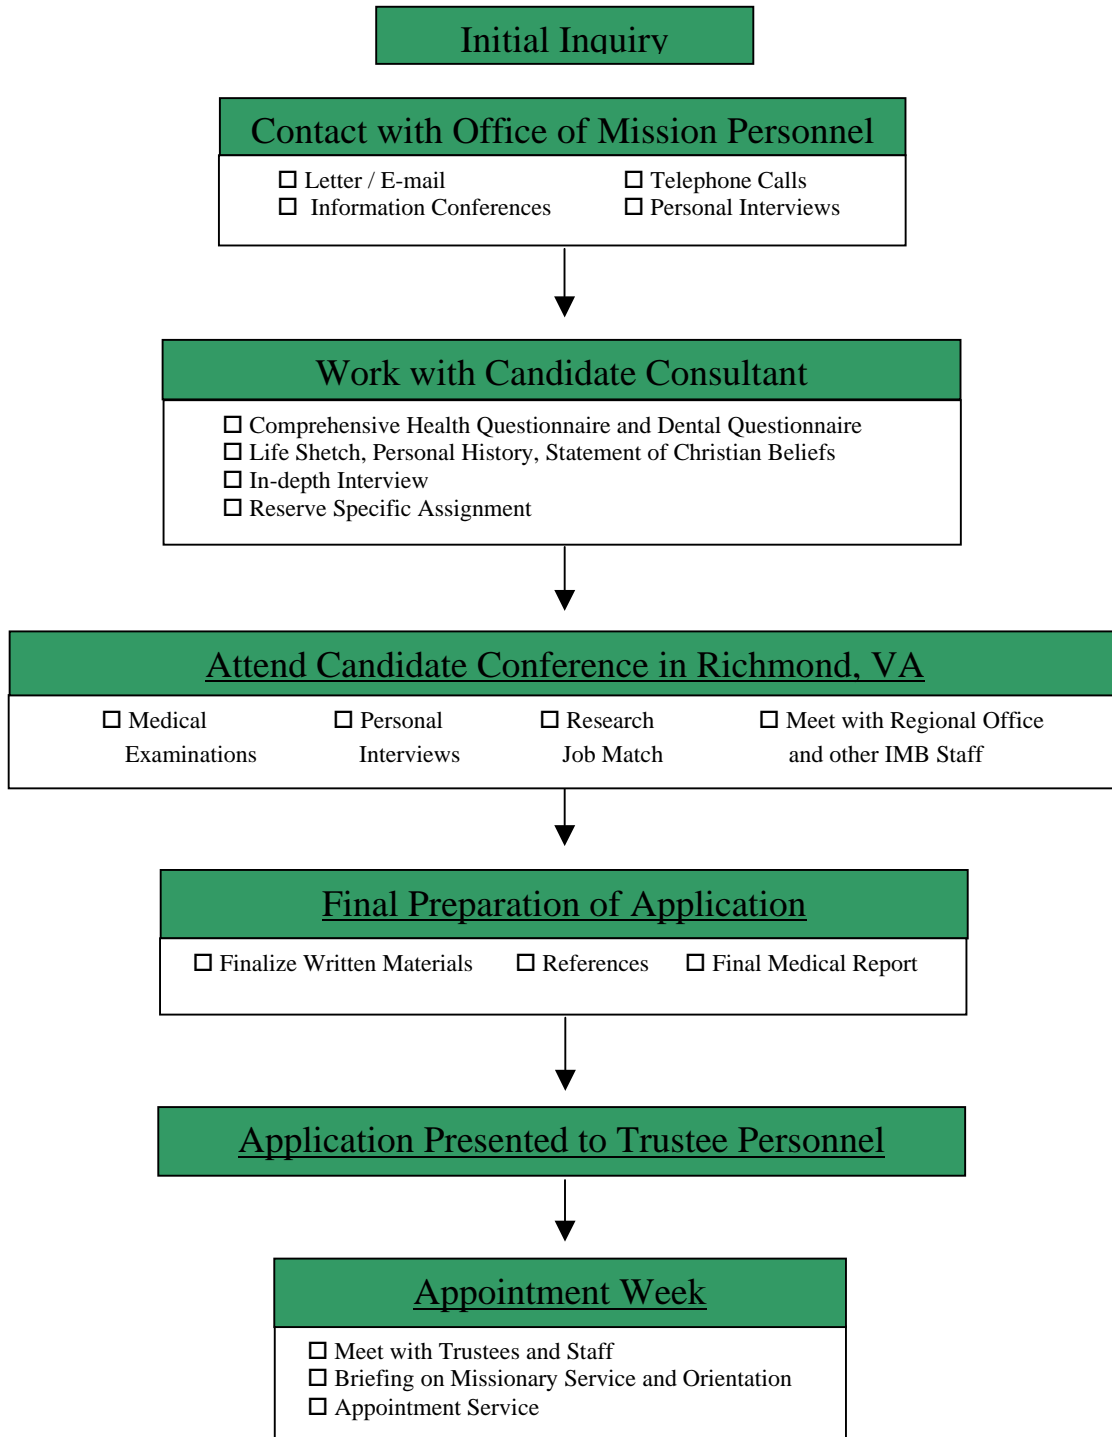 Initial Inquiry
Contact with Office of Mission Personnel
☐ Letter / E-mail ☐ Telephone Calls
☐ Information Conferences ☐ Personal Interviews
Work with Candidate Consultant
☐ Comprehensive Health Questionnaire and Dental Questionnaire
☐ Life Shetch, Personal History, Statement of Christian Beliefs
☐ In-depth Interview
☐ Reserve Specific Assignment
Attend Candidate Conference in Richmond, VA
☐ Medical ☐ Personal ☐ Research ☐ Meet with Regional Office
Examinations Interviews Job Match and other IMB Staff
Final Preparation of Application
☐ Finalize Written Materials ☐ References ☐ Final Medical Report
Application Presented to Trustee Personnel
Appointment Week
☐ Meet with Trustees and Staff
☐ Briefing on Missionary Service and Orientation
☐ Appointment Service